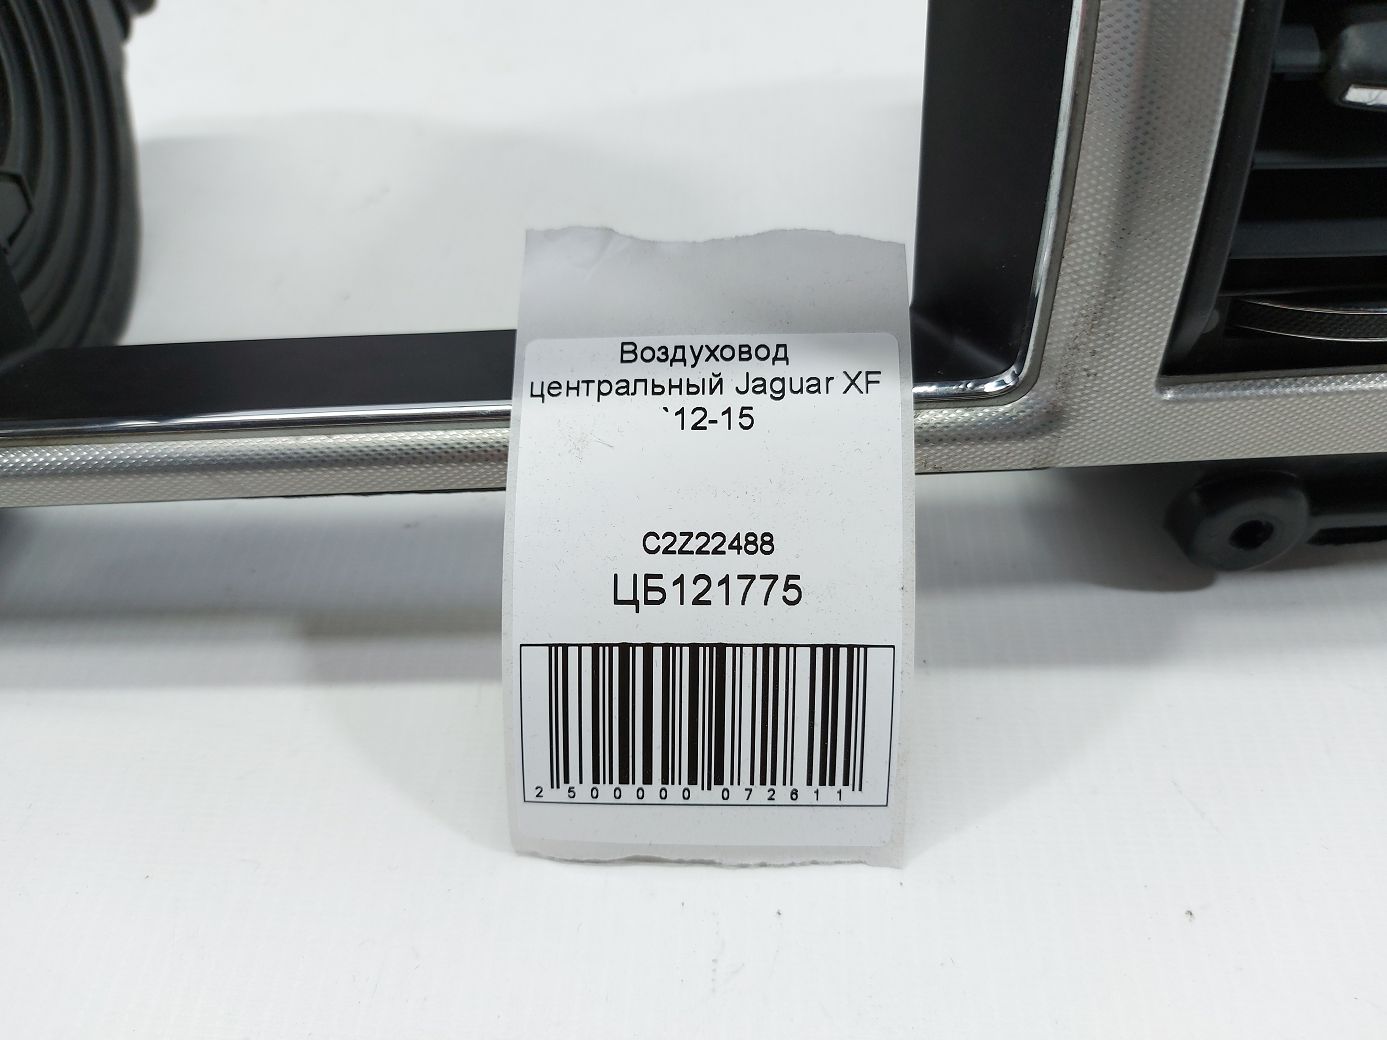 Воздуховод
центральный Jaguar XF
`12-15
C2Z22488
ЦБ121775
2 500000 072611